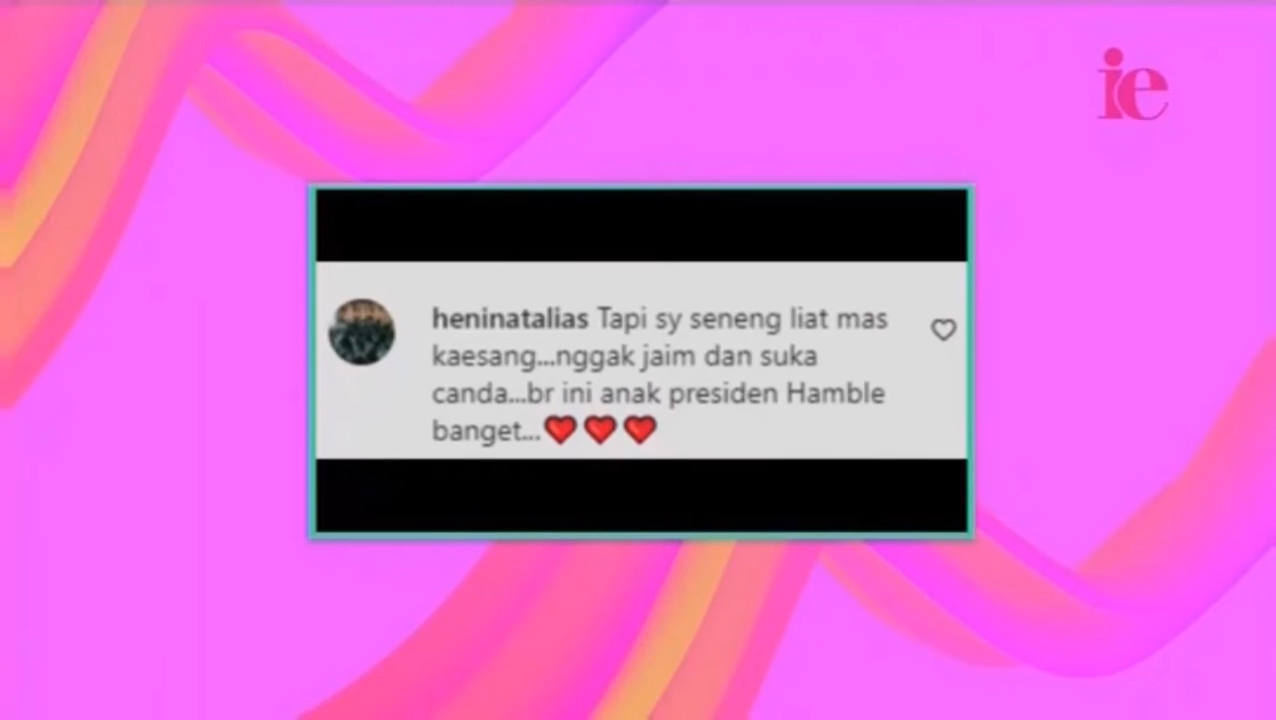 ie
heninatalias Tapi sy seneng liat mas
kaesang...nggak jaim dan suka
canda...br ini anak presiden Hamble
banget...❤️❤️❤️